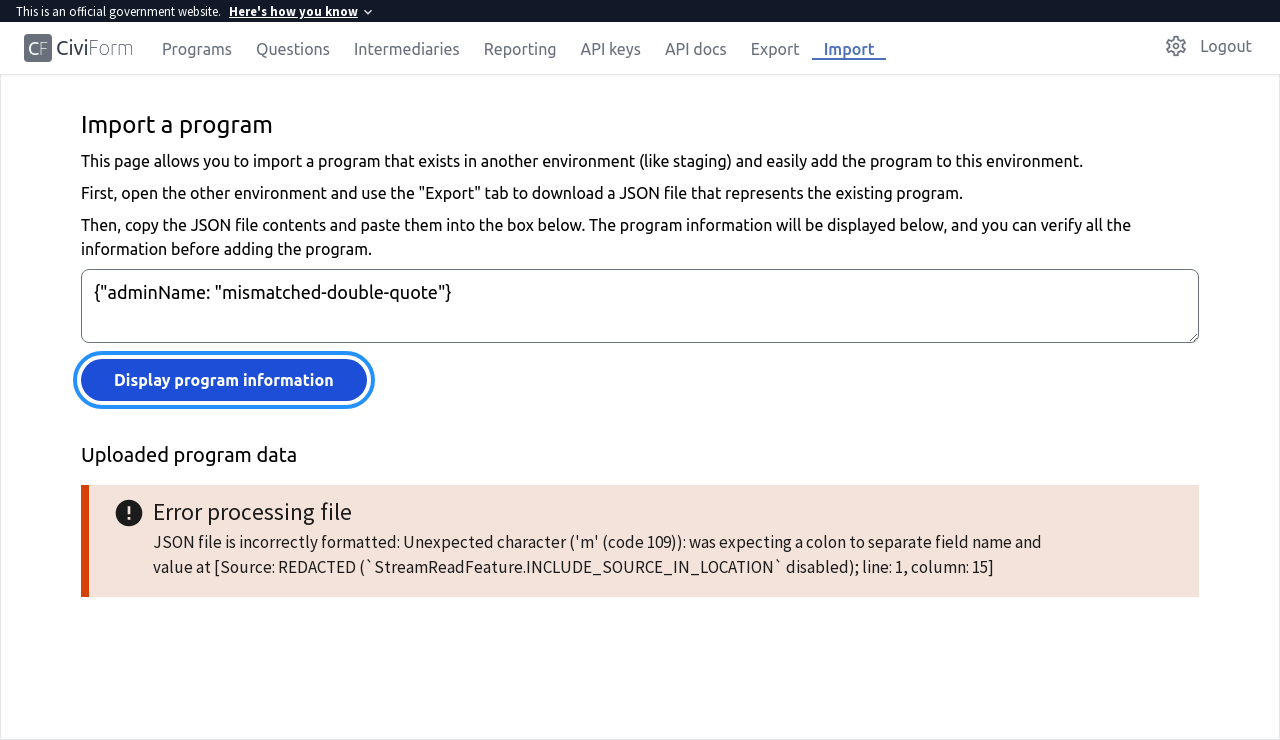 This is an official government website. Here's how you know
CF CiviForm Programs Questions Intermediaries Reporting API keys API docs Export Import Logout
Import a program
This page allows you to import a program that exists in another environment (like staging) and easily add the program to this environment.
First, open the other environment and use the "Export" tab to download a JSON file that represents the existing program.
Then, copy the JSON file contents and paste them into the box below. The program information will be displayed below, and you can verify all the
information before adding the program.
{"adminName: "mismatched-double-quote"}
Display program information
Uploaded program data
Error processing file
JSON file is incorrectly formatted: Unexpected character ('m' (code 109)): was expecting a colon to separate field name and
value at [Source: REDACTED (`StreamReadFeature.INCLUDE_SOURCE_IN_LOCATION` disabled); line: 1, column: 15]